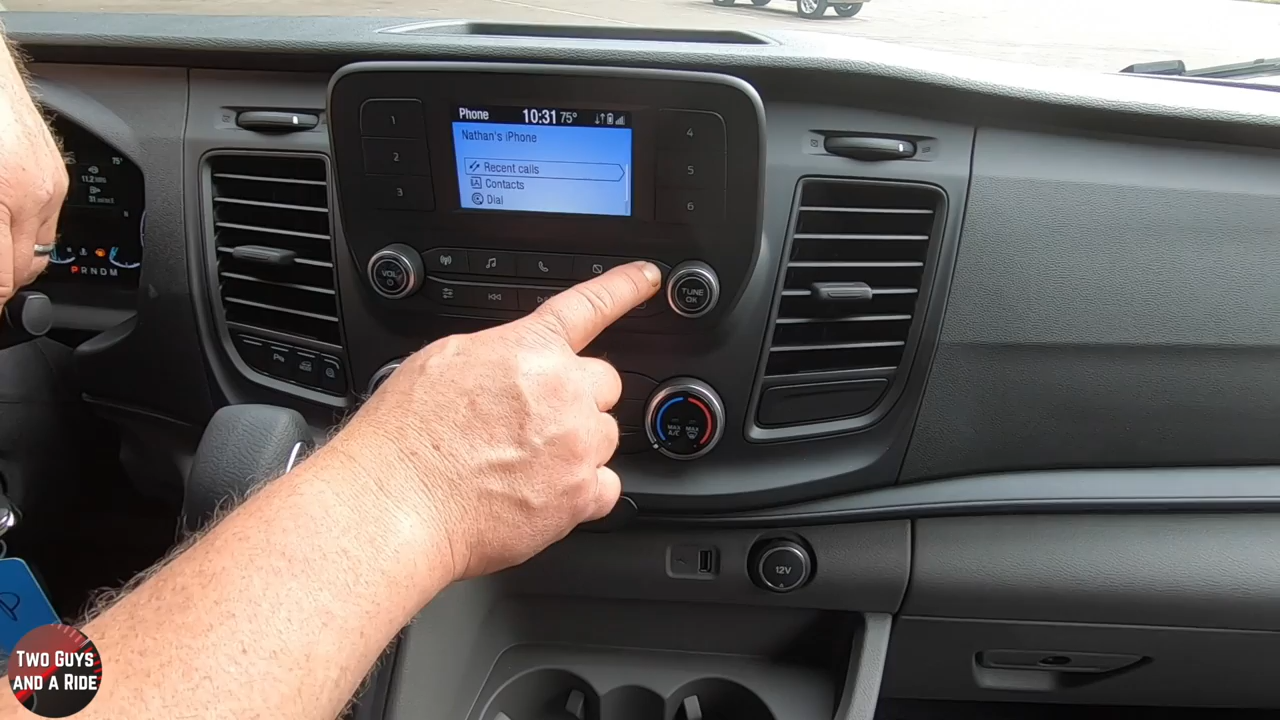 Phone 10:31 75°
Nathan's iPhone
Recent calls
Contacts
Dial
1
2
3
4
5
6
VOL
TUNE
OK
75°
P R N D M
MAX
A/C
MAX
12V
TWO GUYS
AND A RIDE